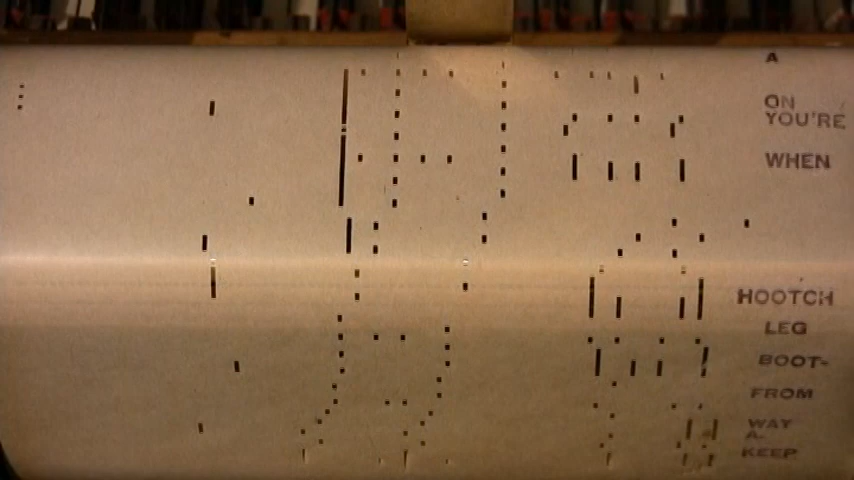 A
ON
YOU'RE
WHEN
HOOTCH
LEG
BOOT-
FROM
WAY
A-
KEEP